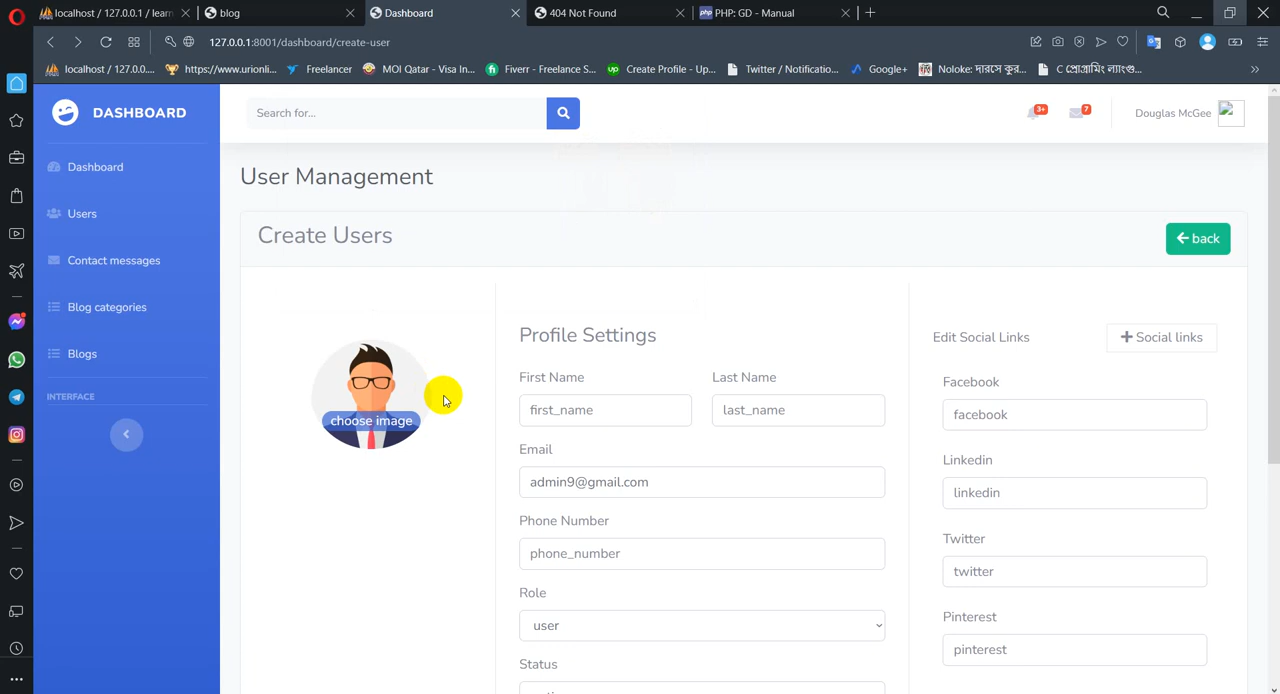 localhost / 127.0.0.1 / learn
blog
Dashboard
404 Not Found
php PHP: GD - Manual
127.0.0.1:8001/dashboard/create-user
localhost / 127.0.0....
https://www.urionli...
Freelancer
MOI Qatar - Visa In...
Fiverr - Freelance S...
up Create Profile - Up...
Twitter / Notificatio...
Google+
Noloke: দারসে কুর...
C প্রোগ্রামিং ল্যাংগু...
DASHBOARD
Search for...
3+
7
Douglas McGee
Dashboard
Users
Contact messages
Blog categories
Blogs
INTERFACE
User Management
Create Users
back
choose image
Profile Settings
First Name
Last Name
first_name
last_name
Email
admin9@gmail.com
Phone Number
phone_number
Role
user
Status
Edit Social Links
Social links
Facebook
facebook
Linkedin
linkedin
Twitter
twitter
Pinterest
pinterest